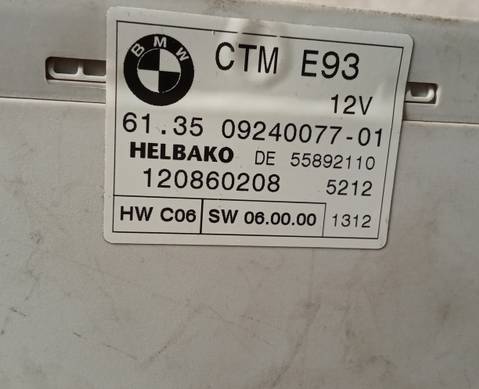 BMW
CTM E93
12V
61.35 09240077-01
HELBAKO DE 55892110
120860208 5212
HW C06 SW 06.00.00 1312